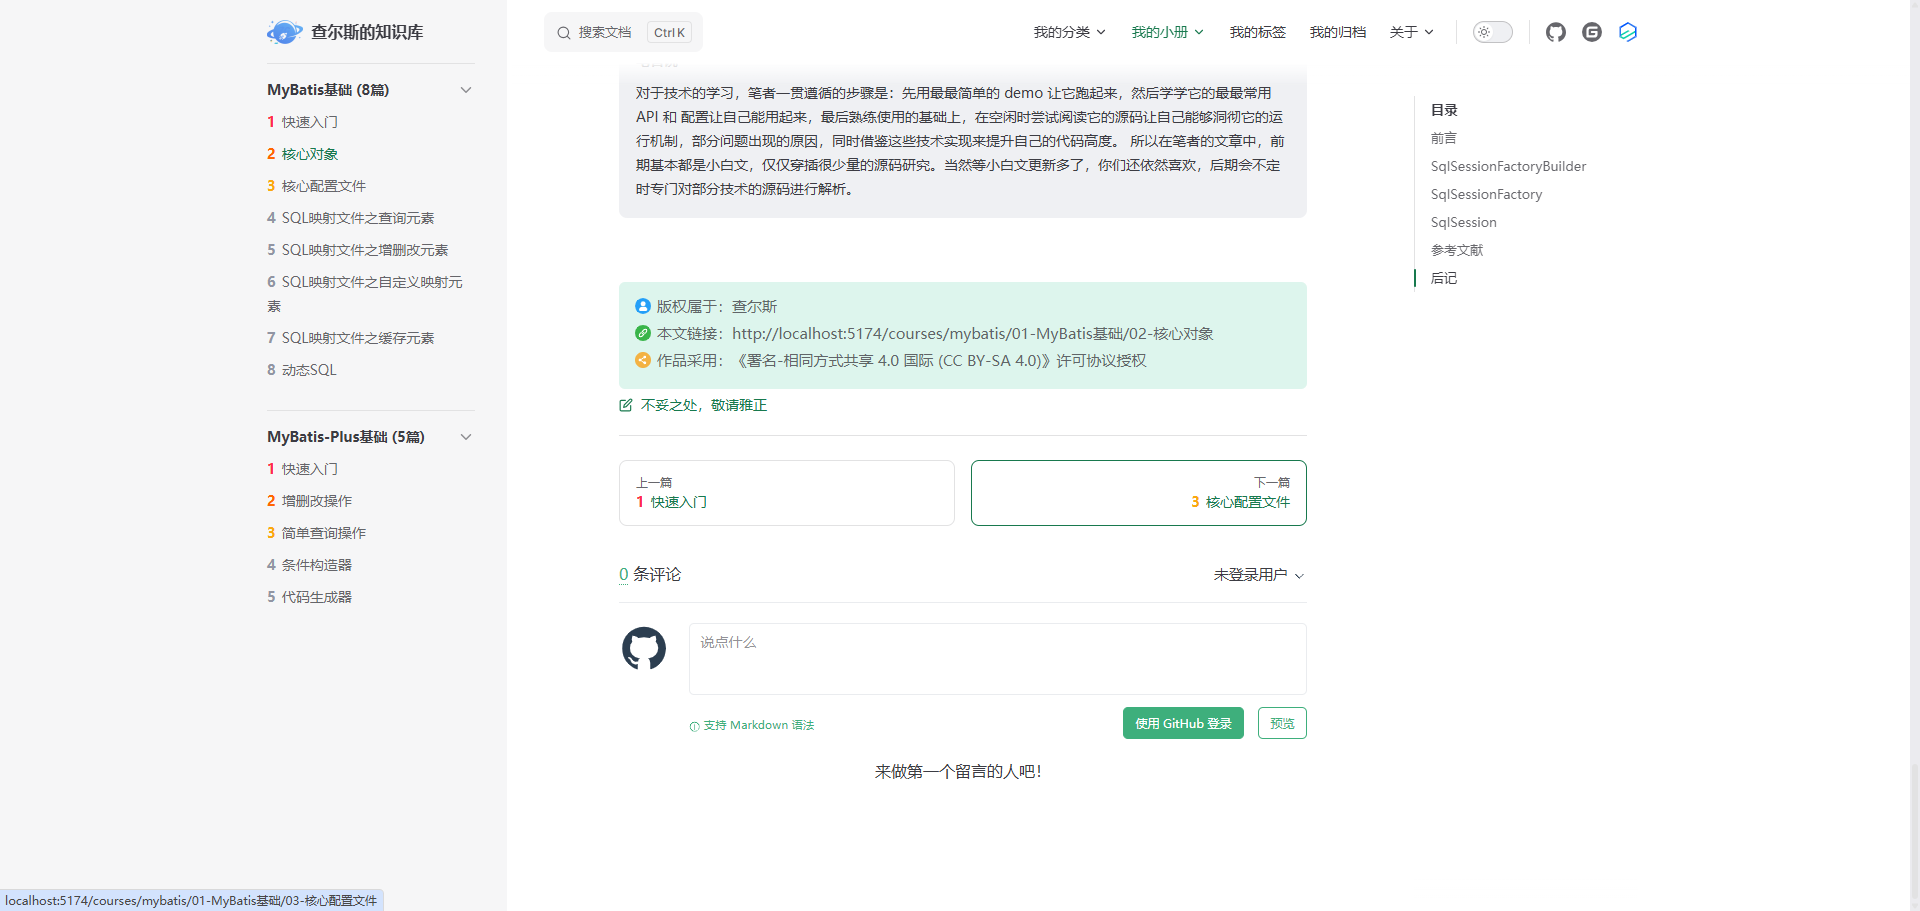 查尔斯的知识库
搜索文档 Ctrl K
我的分类 我的小册 我的标签 我的归档 关于
MyBatis基础 (8篇)
1 快速入门
2 核心对象
3 核心配置文件
4 SQL映射文件之查询元素
5 SQL映射文件之增删改元素
6 SQL映射文件之自定义映射元
素
7 SQL映射文件之缓存元素
8 动态SQL
MyBatis-Plus基础 (5篇)
1 快速入门
2 增删改操作
3 简单查询操作
4 条件构造器
5 代码生成器
对于技术的学习，笔者一贯遵循的步骤是：先用最最简单的 demo 让它跑起来，然后学学它的最最常用
API 和 配置让自己能用起来，最后熟练使用的基础上，在空闲时尝试阅读它的源码让自己能够洞彻它的运
行机制，部分问题出现的原因，同时借鉴这些技术实现来提升自己的代码高度。 所以在笔者的文章中，前
期基本都是小白文，仅仅穿插很少量的源码研究。当然等小白文更新多了，你们还依然喜欢，后期会不定
时专门对部分技术的源码进行解析。
版权属于：查尔斯
本文链接：http://localhost:5174/courses/mybatis/01-MyBatis基础/02-核心对象
作品采用：《署名-相同方式共享 4.0 国际 (CC BY-SA 4.0)》许可协议授权
不妥之处，敬请雅正
上一篇
1 快速入门
下一篇
3 核心配置文件
0 条评论
未登录用户
说点什么
支持 Markdown 语法
使用 GitHub 登录
预览
来做第一个留言的人吧！
目录
前言
SqlSessionFactoryBuilder
SqlSessionFactory
SqlSession
参考文献
后记
localhost:5174/courses/mybatis/01-MyBatis基础/03-核心配置文件